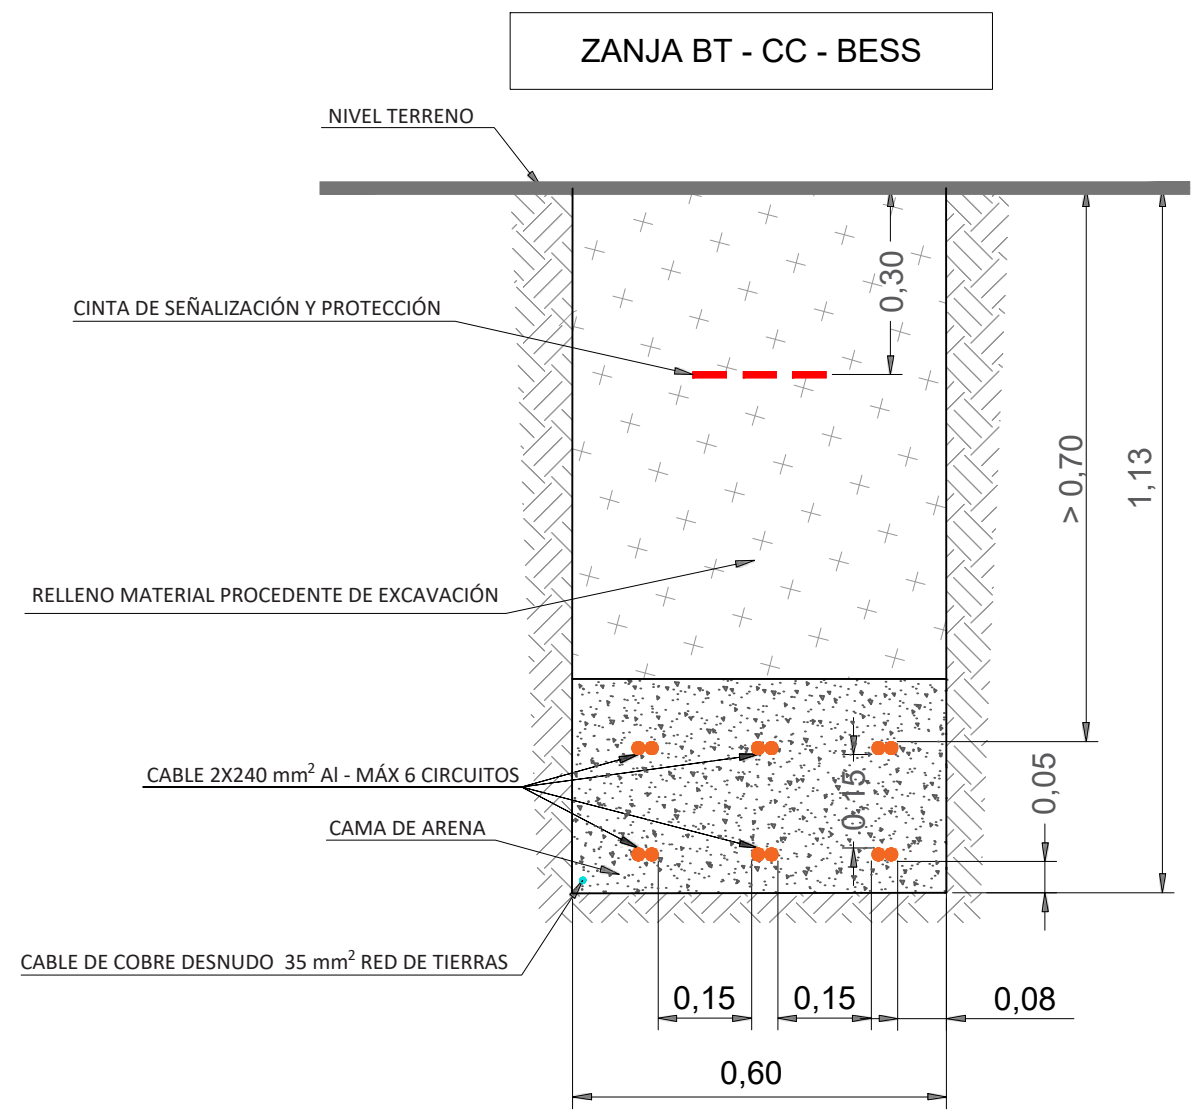 ZANJA BT - CC - BESS
NIVEL TERRENO
0,30
CINTA DE SEÑALIZACIÓN Y PROTECCIÓN
> 0,70
1,13
RELLENO MATERIAL PROCEDENTE DE EXCAVACIÓN
CABLE 2X240 mm² Al - MÁX 6 CIRCUITOS
0,15
0,05
CAMA DE ARENA
CABLE DE COBRE DESNUDO 35 mm² RED DE TIERRAS
0,15
0,15
0,08
0,60